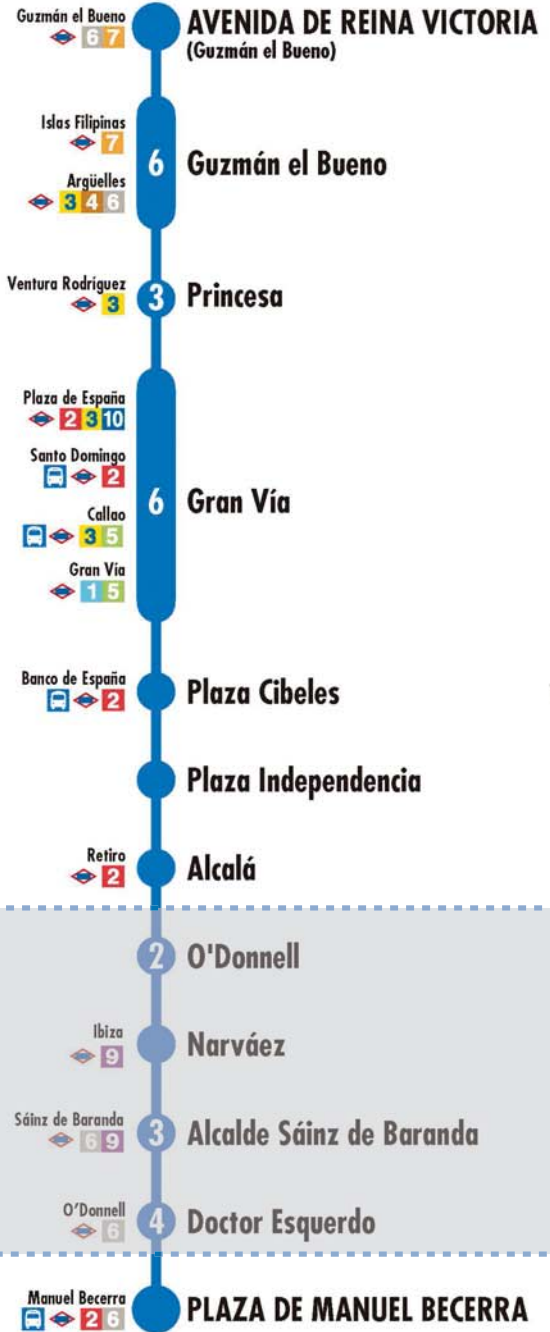 Guzmán el Bueno
6 7
AVENIDA DE REINA VICTORIA
(Guzmán el Bueno)
Islas Filipinas
7
Argüelles
3 4 6
6
Guzmán el Bueno
Ventura Rodríguez
3
3
Princesa
Plaza de España
2 3 10
Santo Domingo
2
Callao
3 5
Gran Vía
1 5
6
Gran Vía
Banco de España
2
Plaza Cibeles
Plaza Independencia
Retiro
2
Alcalá
2
O'Donnell
Ibiza
9
Narváez
Sáinz de Baranda
6 9
3
Alcalde Sáinz de Baranda
O'Donnell
6
4
Doctor Esquerdo
Manuel Becerra
2 6
PLAZA DE MANUEL BECERRA